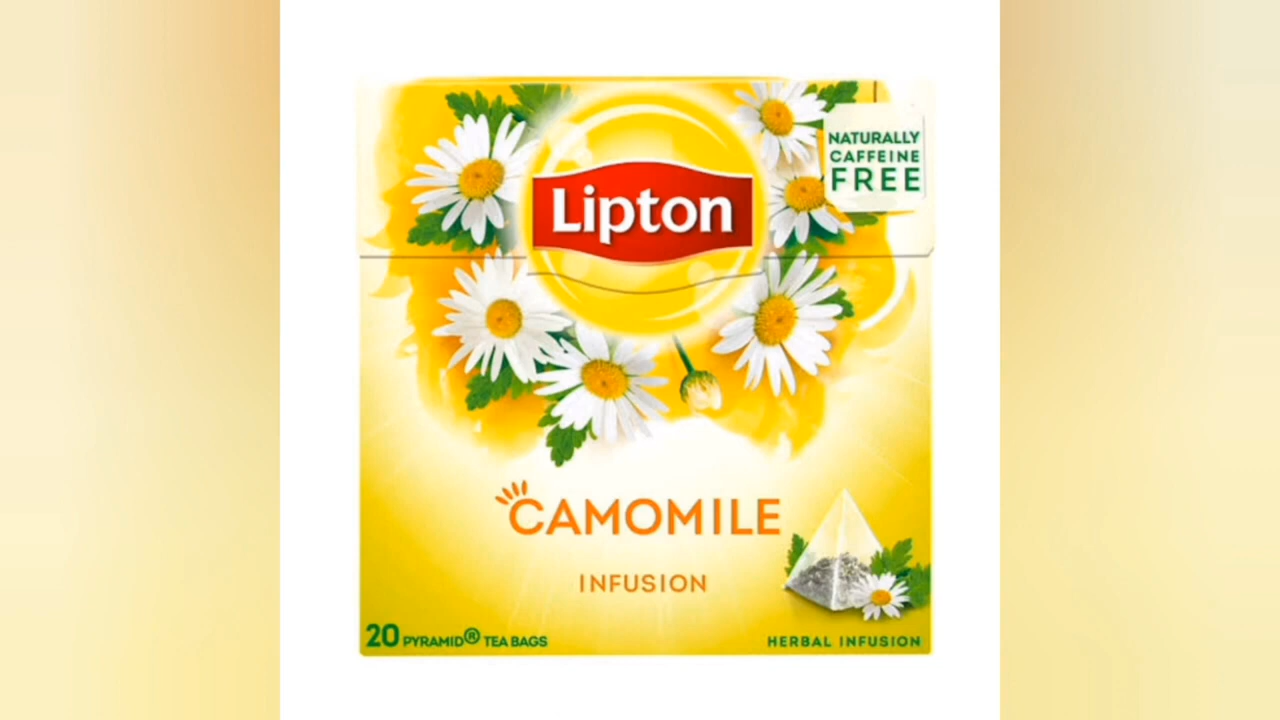 Lipton
NATURALLY
CAFFEINE
FREE
CAMOMILE
INFUSION
20 PYRAMID® TEA BAGS
HERBAL INFUSION